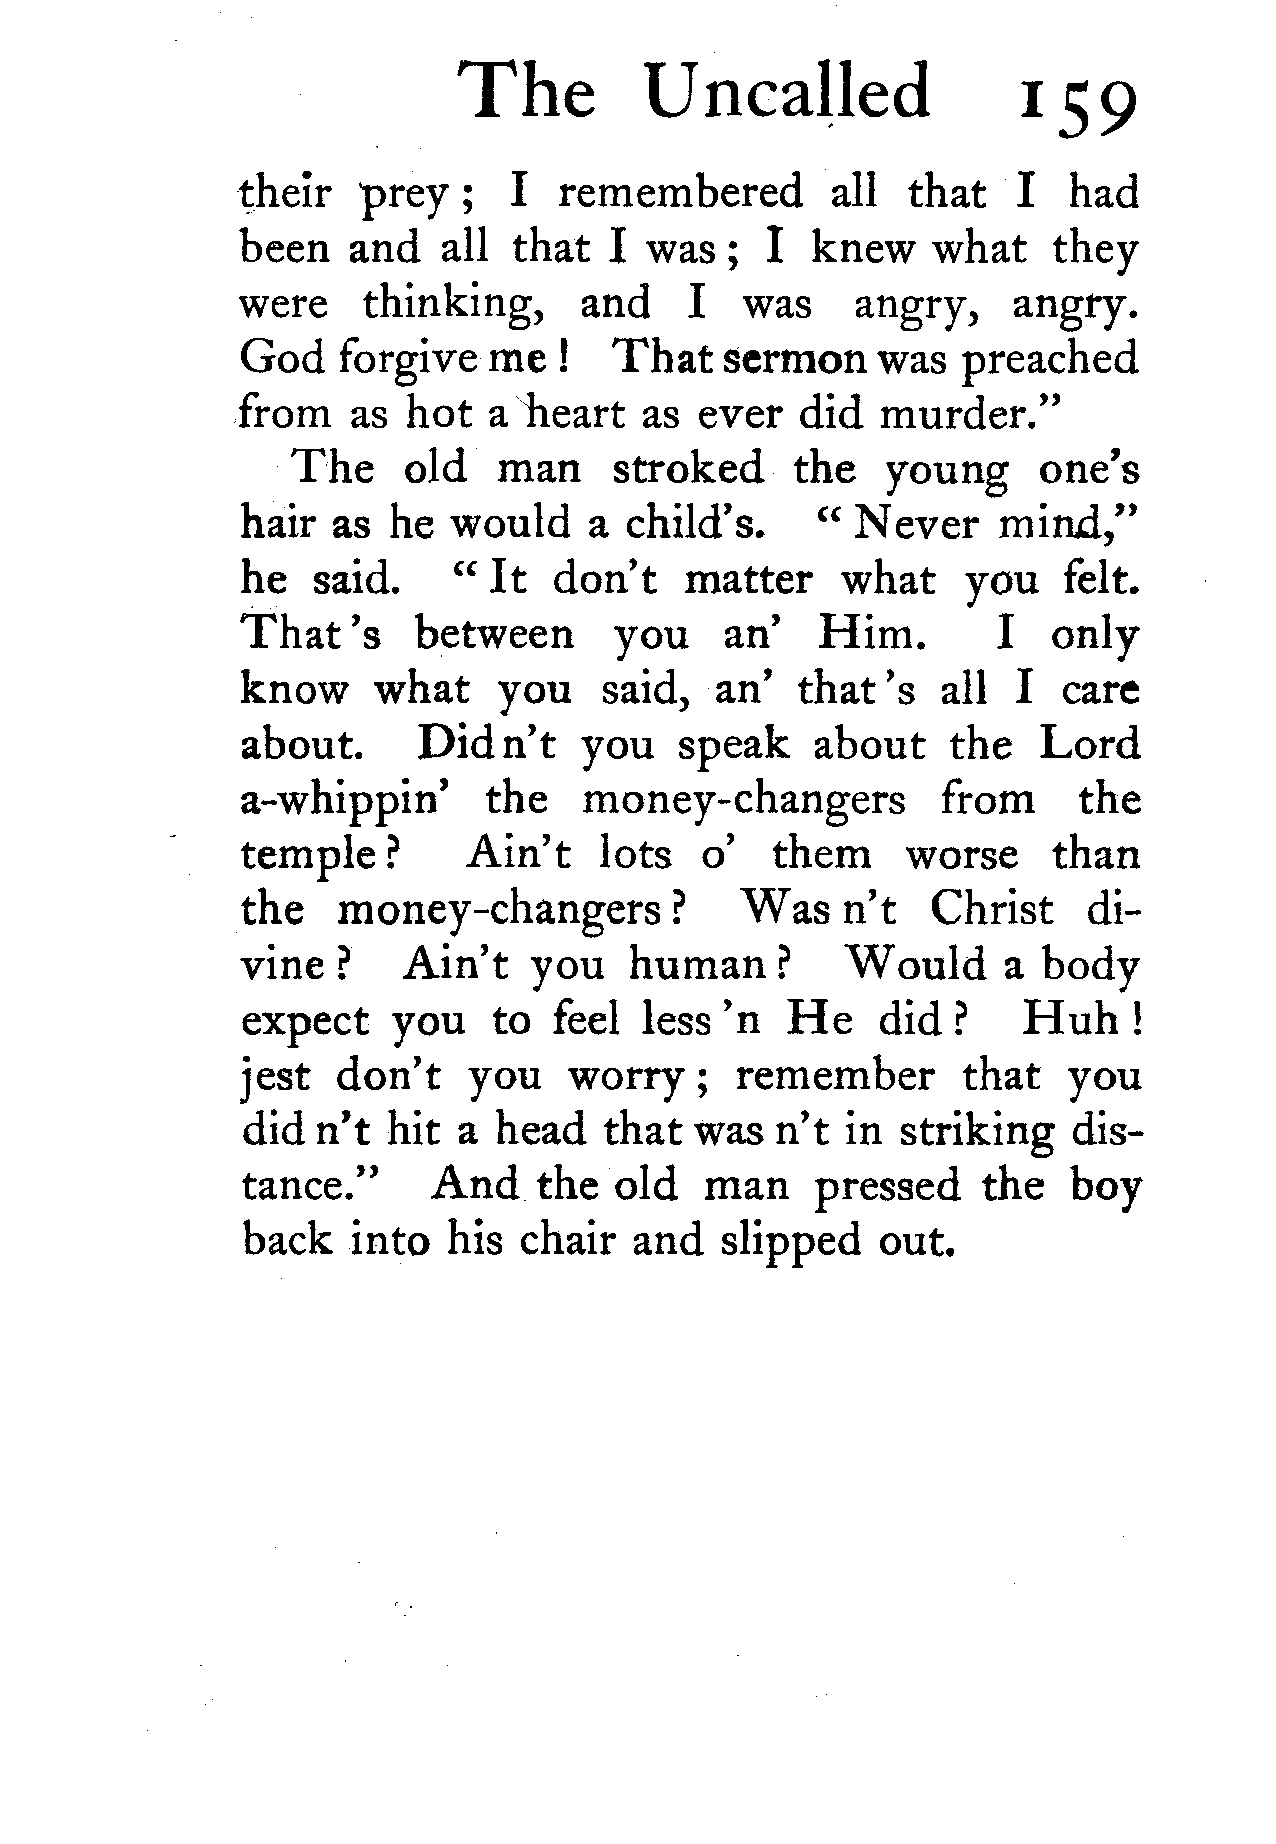 The Uncalled 159
their prey ; I remembered all that I had
been and all that I was ; I knew what they
were thinking, and I was angry, angry.
God forgive me ! That sermon was preached
from as hot a heart as ever did murder.”
The old man stroked the young one’s
hair as he would a child’s. “ Never mind,”
he said. “ It don’t matter what you felt.
That ’s between you an’ Him. I only
know what you said, an’ that ’s all I care
about. Did n’t you speak about the Lord
a-whippin’ the money-changers from the
temple ? Ain’t lots o’ them worse than
the money-changers ? Was n’t Christ di-
vine ? Ain’t you human ? Would a body
expect you to feel less ’n He did ? Huh !
jest don’t you worry ; remember that you
did n’t hit a head that was n’t in striking dis-
tance.” And the old man pressed the boy
back into his chair and slipped out.